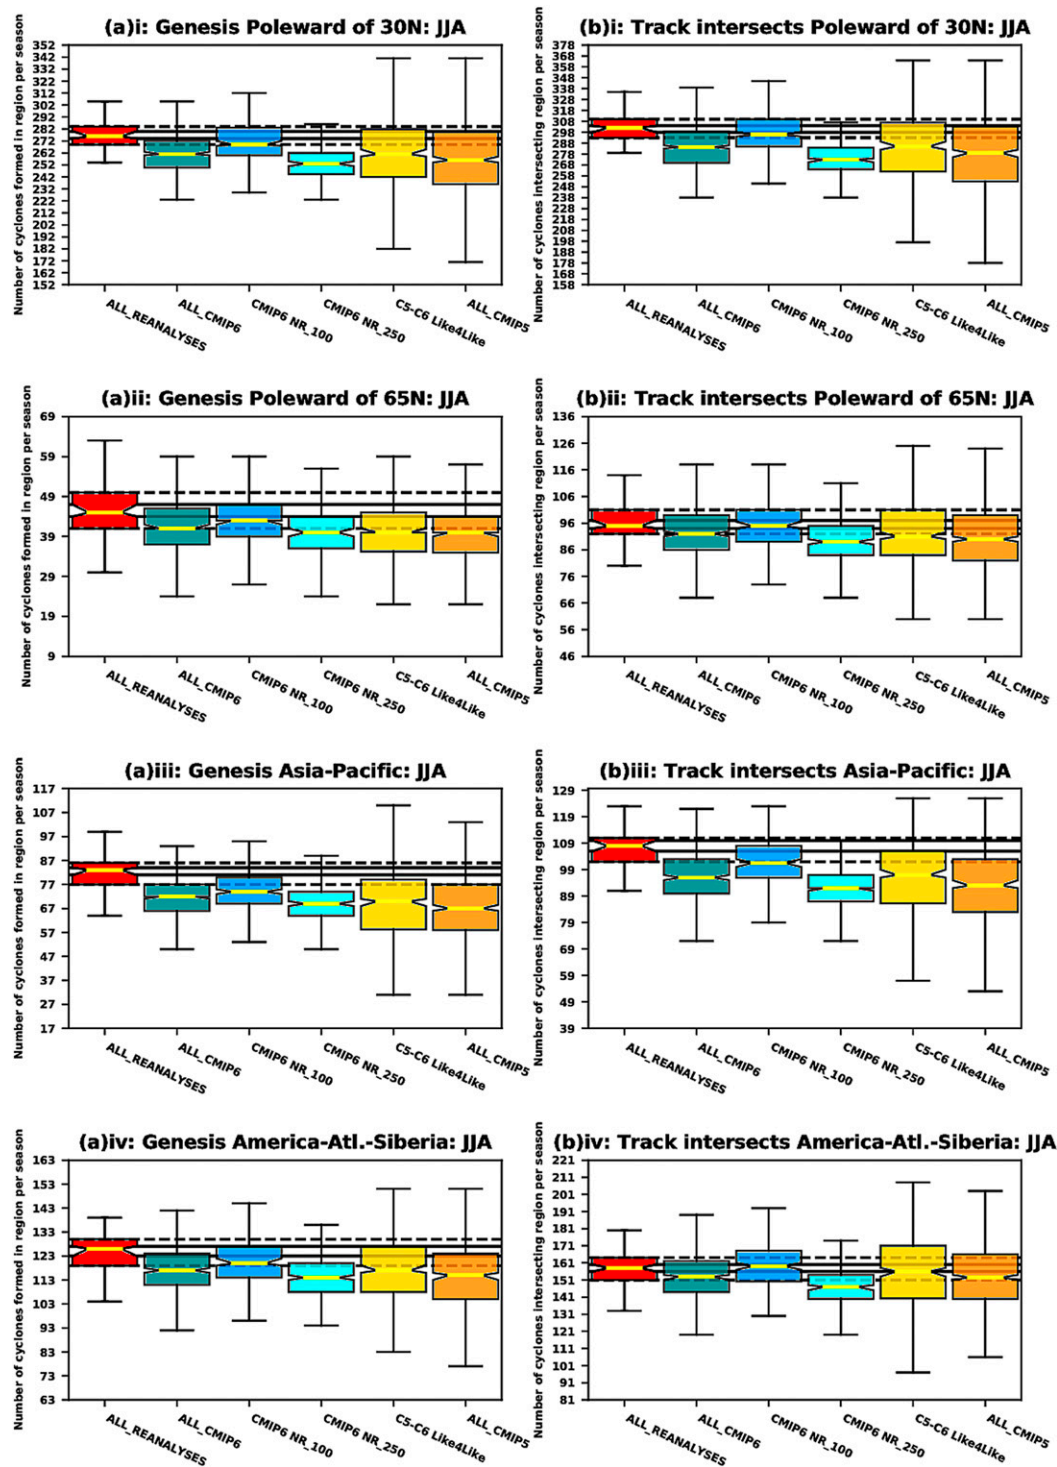 (a)i: Genesis Poleward of 30N: JJA
Number of cyclones formed in region per season
352
342
332
322
312
302
292
282
272
262
252
242
232
222
212
202
192
182
172
162
152
ALL_REANALYSES
ALL_CMIP6
CMIP6 NR_100
CMIP6 NR_250
C5-C6 Like4Like
ALL_CMIP5
(b)i: Track intersects Poleward of 30N: JJA
Number of cyclones intersecting region per season
378
368
358
348
338
328
318
308
298
288
278
268
258
248
238
228
218
208
198
188
178
168
158
ALL_REANALYSES
ALL_CMIP6
CMIP6 NR_100
CMIP6 NR_250
C5-C6 Like4Like
ALL_CMIP5
(a)ii: Genesis Poleward of 65N: JJA
Number of cyclones formed in region per season
69
59
49
39
29
19
9
ALL_REANALYSES
ALL_CMIP6
CMIP6 NR_100
CMIP6 NR_250
C5-C6 Like4Like
ALL_CMIP5
(b)ii: Track intersects Poleward of 65N: JJA
Number of cyclones intersecting region per season
136
126
116
106
96
86
76
66
56
46
ALL_REANALYSES
ALL_CMIP6
CMIP6 NR_100
CMIP6 NR_250
C5-C6 Like4Like
ALL_CMIP5
(a)iii: Genesis Asia-Pacific: JJA
Number of cyclones formed in region per season
117
107
97
87
77
67
57
47
37
27
17
ALL_REANALYSES
ALL_CMIP6
CMIP6 NR_100
CMIP6 NR_250
C5-C6 Like4Like
ALL_CMIP5
(b)iii: Track intersects Asia-Pacific: JJA
Number of cyclones intersecting region per season
129
119
109
99
89
79
69
59
49
39
ALL_REANALYSES
ALL_CMIP6
CMIP6 NR_100
CMIP6 NR_250
C5-C6 Like4Like
ALL_CMIP5
(a)iv: Genesis America-Atl.-Siberia: JJA
Number of cyclones formed in region per season
163
153
143
133
123
113
103
93
83
73
63
ALL_REANALYSES
ALL_CMIP6
CMIP6 NR_100
CMIP6 NR_250
C5-C6 Like4Like
ALL_CMIP5
(b)iv: Track intersects America-Atl.-Siberia: JJA
Number of cyclones intersecting region per season
221
211
201
191
181
171
161
151
141
131
121
111
101
91
81
ALL_REANALYSES
ALL_CMIP6
CMIP6 NR_100
CMIP6 NR_250
C5-C6 Like4Like
ALL_CMIP5